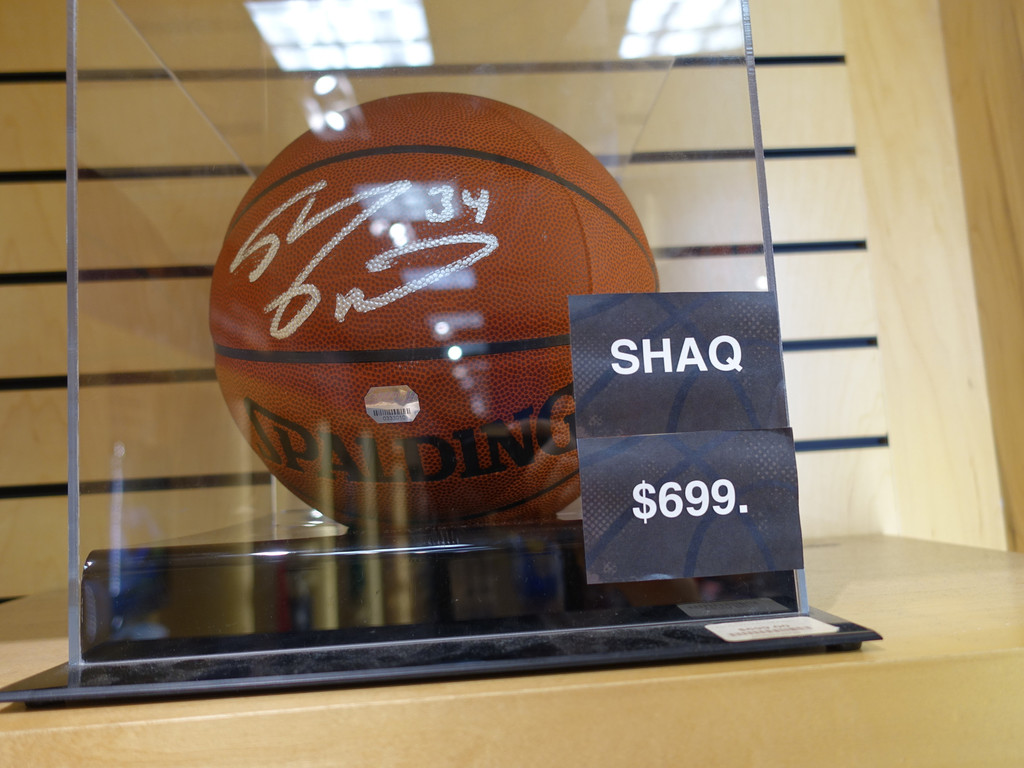 34
SPALDING
SHAQ
$699.